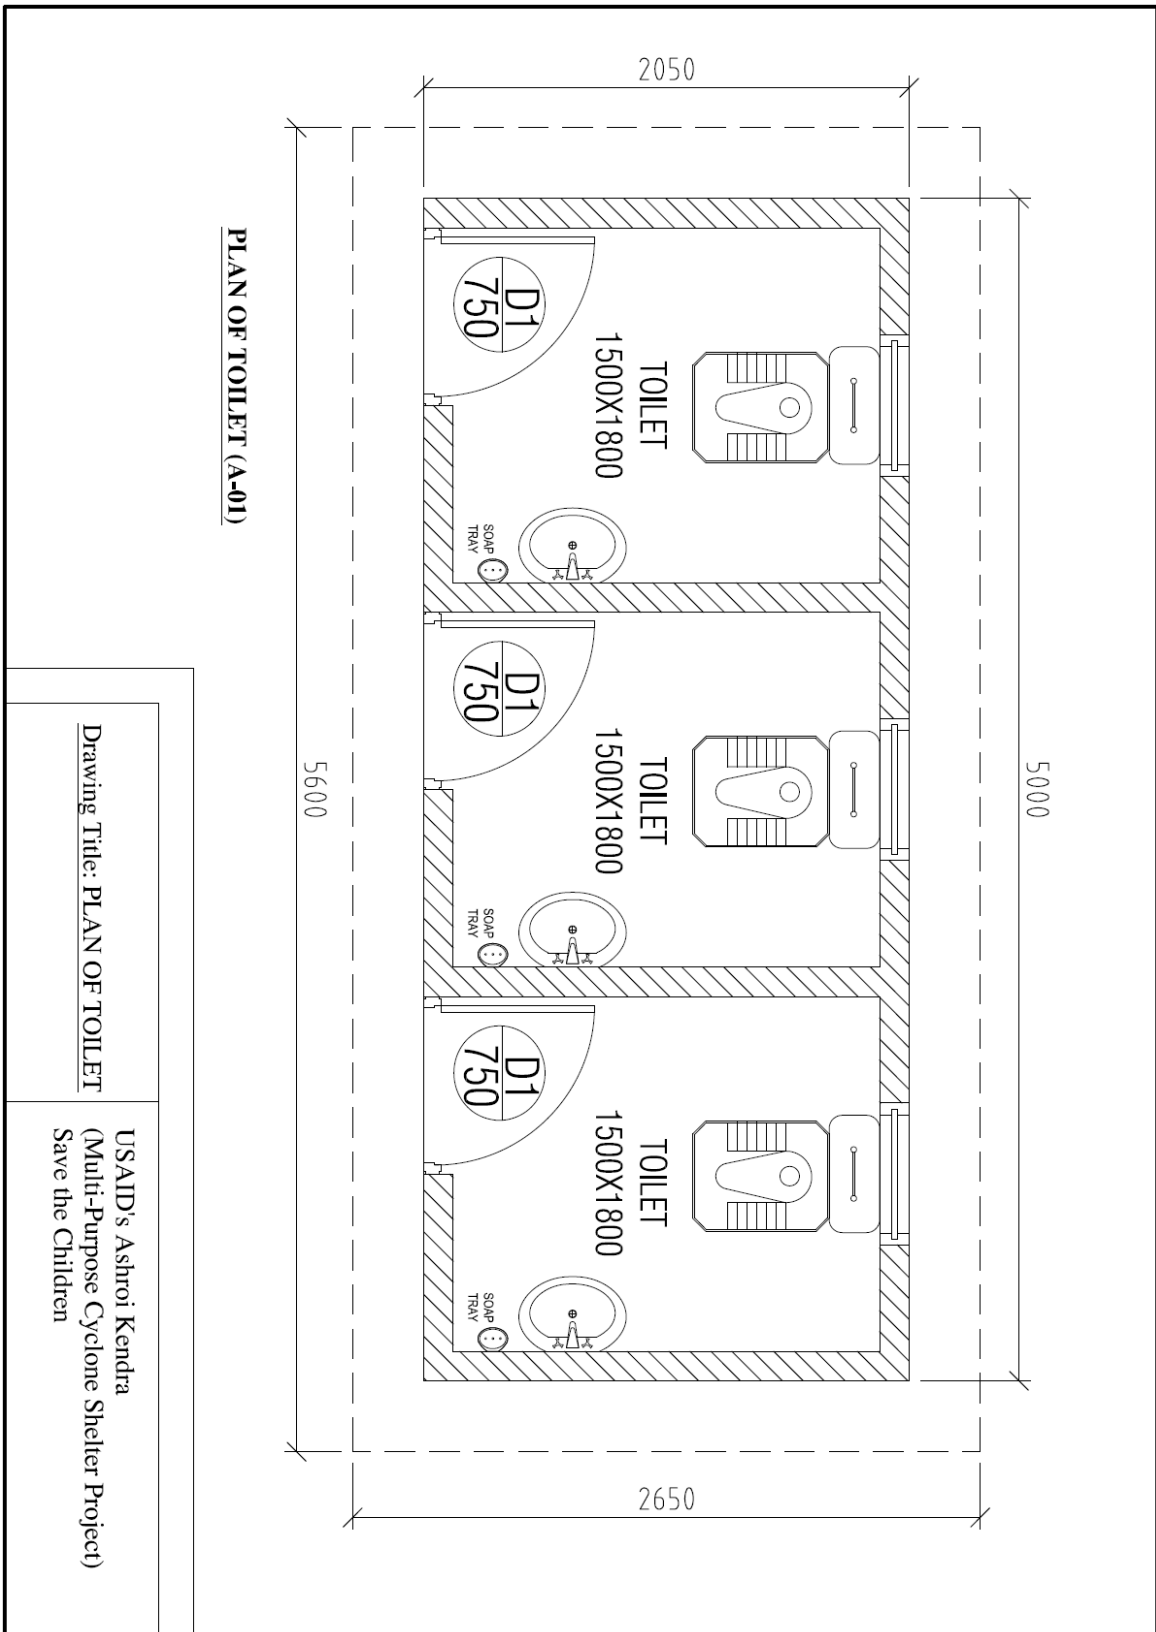 5000
2050
TOILET
1500X1800
D1
750
SOAP
TRAY
TOILET
1500X1800
D1
750
SOAP
TRAY
TOILET
1500X1800
D1
750
SOAP
TRAY
2650
5600
PLAN OF TOILET (A-01)
Drawing Title: PLAN OF TOILET
USAID's Ashroi Kendra
(Multi-Purpose Cyclone Shelter Project)
Save the Children